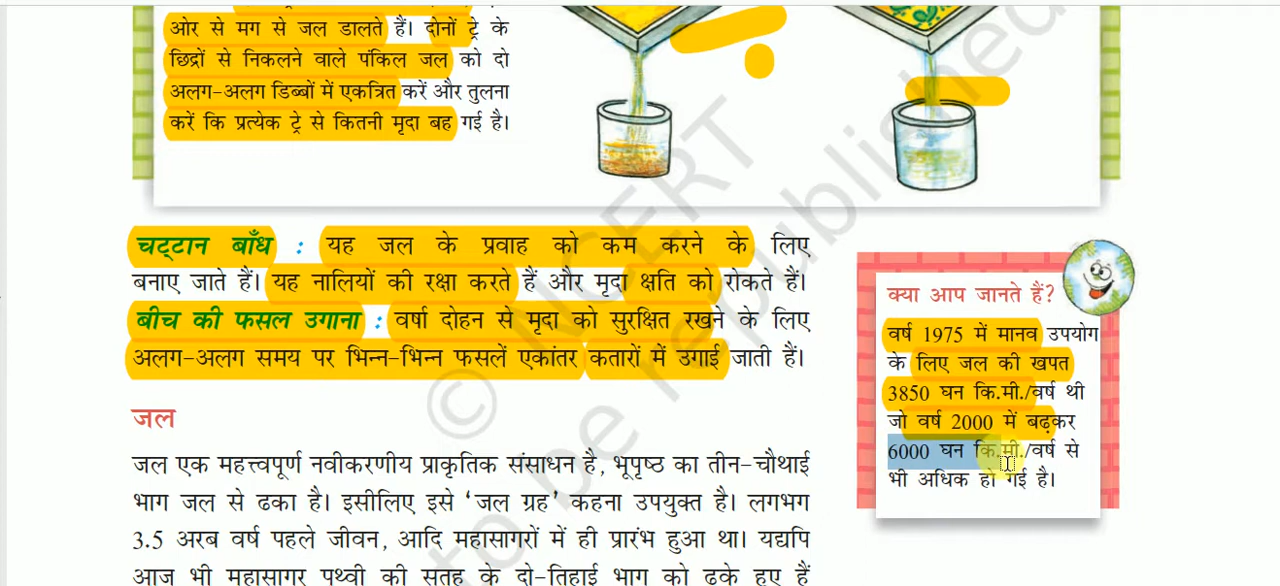 ओर से मग से जल डालते हैं। दोनों ट्रे के
छिद्रों से निकलने वाले पंकिल जल को दो
अलग-अलग डिब्बों में एकत्रित करें और तुलना
करें कि प्रत्येक ट्रे से कितनी मृदा बह गई है।
चट्टान बाँध : यह जल के प्रवाह को कम करने के लिए
बनाए जाते हैं। यह नालियों की रक्षा करते हैं और मृदा क्षति को रोकते हैं।
बीच की फसल उगाना : वर्षा दोहन से मृदा को सुरक्षित रखने के लिए
अलग-अलग समय पर भिन्न-भिन्न फसलें एकांतर कतारों में उगाई जाती हैं।
जल
जल एक महत्त्वपूर्ण नवीकरणीय प्राकृतिक संसाधन है, भूपृष्ठ का तीन-चौथाई
भाग जल से ढका है। इसीलिए इसे ‘जल ग्रह’ कहना उपयुक्त है। लगभग
3.5 अरब वर्ष पहले जीवन, आदि महासागरों में ही प्रारंभ हुआ था। यद्यपि
आज भी महासागर पृथ्वी की सतह के दो-तिहाई भाग को ढके हुए हैं
क्या आप जानते हैं?
वर्ष 1975 में मानव उपयोग
के लिए जल की खपत
3850 घन कि.मी./वर्ष थी
जो वर्ष 2000 में बढ़कर
6000 घन कि.मी./वर्ष से
भी अधिक हो गई है।
© NCERT
to be republished